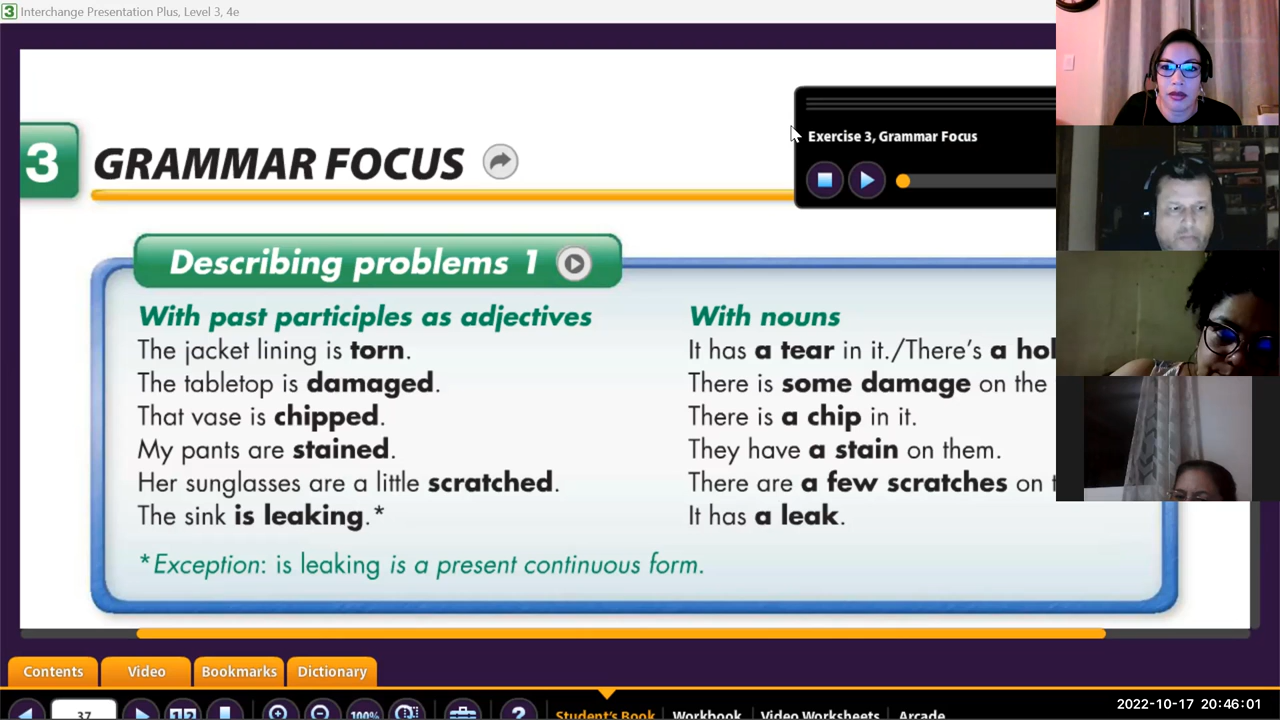 3 Interchange Presentation Plus, Level 3, 4e
Exercise 3, Grammar Focus
3 GRAMMAR FOCUS
Describing problems 1
With past participles as adjectives
The jacket lining is torn.
The tabletop is damaged.
That vase is chipped.
My pants are stained.
Her sunglasses are a little scratched.
The sink is leaking.*
With nouns
It has a tear in it./There's a
There is some damage on the
There is a chip in it.
They have a stain on them.
There are a few scratches on
It has a leak.
*Exception: is leaking is a present continuous form.
Contents Video Bookmarks Dictionary
37 100% ? Student's Book Workbook Video Worksheets Arcade
2022-10-17 20:46:01